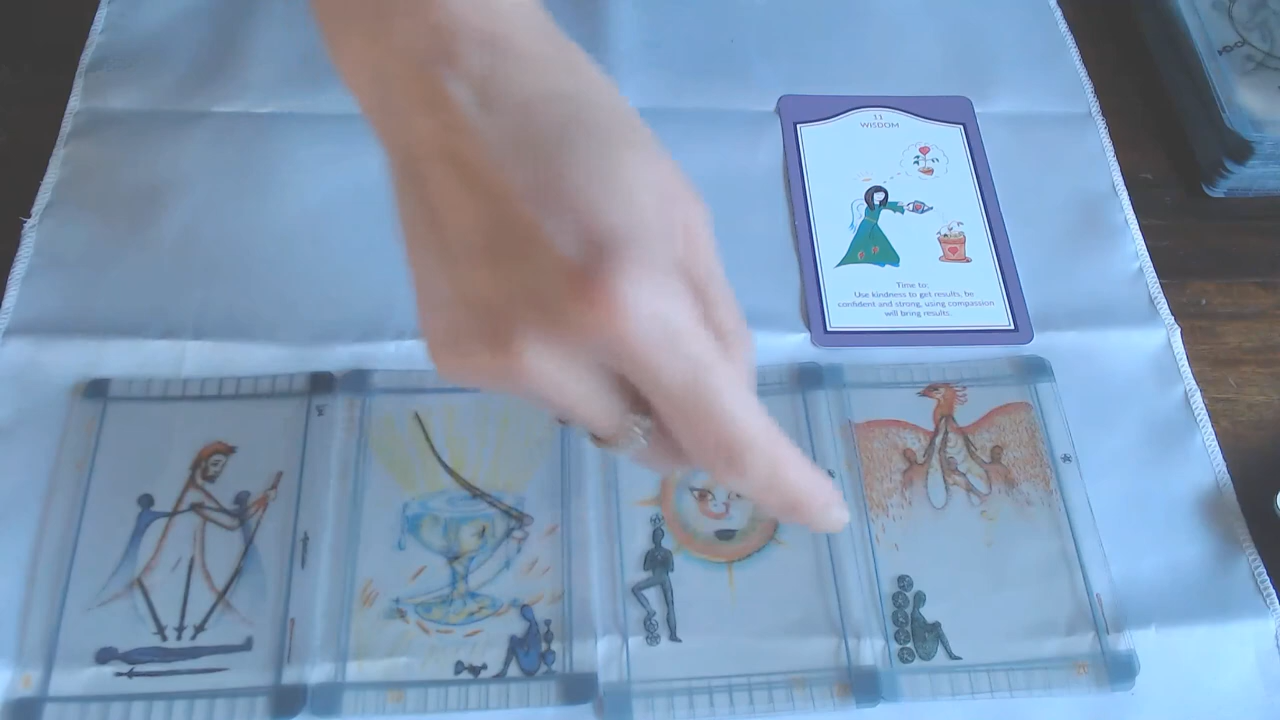 11
WISDOM
Time to:
Use kindness to get results, be
confident and strong, using compassion
will bring results.